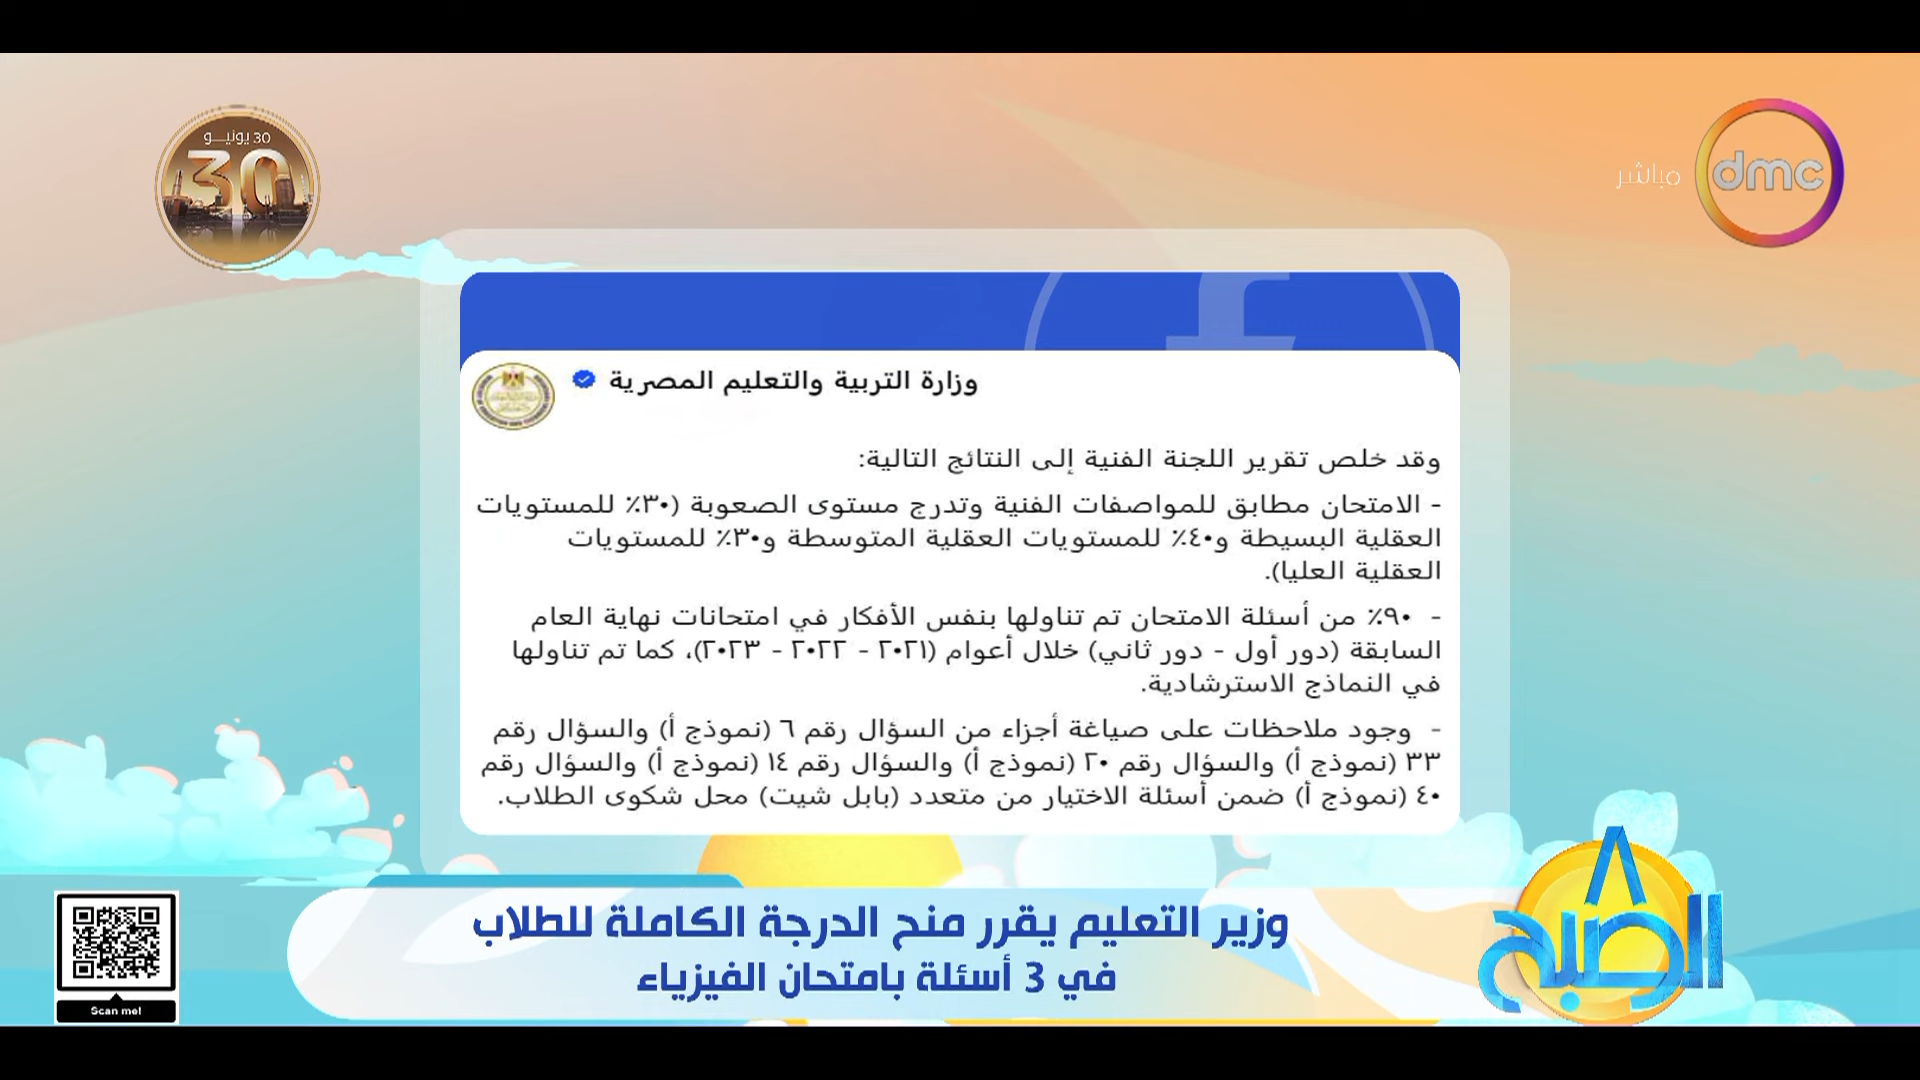 30 يونيـــو
30
مباشر
dmc
وزارة التربية والتعليم المصرية
وقد خلص تقرير اللجنة الفنية إلى النتائج التالية:
- الامتحان مطابق للمواصفات الفنية وتدرج مستوى الصعوبة (٣٠٪ للمستويات
العقلية البسيطة و٤٠٪ للمستويات العقلية المتوسطة و٣٠٪ للمستويات
العقلية العليا).
- ٩٠٪ من أسئلة الامتحان تم تناولها بنفس الأفكار في امتحانات نهاية العام
السابقة (دور أول - دور ثاني) خلال أعوام (٢٠٢١ - ٢٠٢٢ - ٢٠٢٣)، كما تم تناولها
في النماذج الاسترشادية.
- وجود ملاحظات على صياغة أجزاء من السؤال رقم ٦ (نموذج أ) والسؤال رقم
٣٣ (نموذج أ) والسؤال رقم ٢٠ (نموذج أ) والسؤال رقم ١٤ (نموذج أ) والسؤال رقم
٤٠ (نموذج أ) ضمن أسئلة الاختيار من متعدد (بابل شيت) محل شكوى الطلاب.
وزير التعليم يقرر منح الدرجة الكاملة للطلاب
في 3 أسئلة بامتحان الفيزياء
٨
الصبح
Scan me!